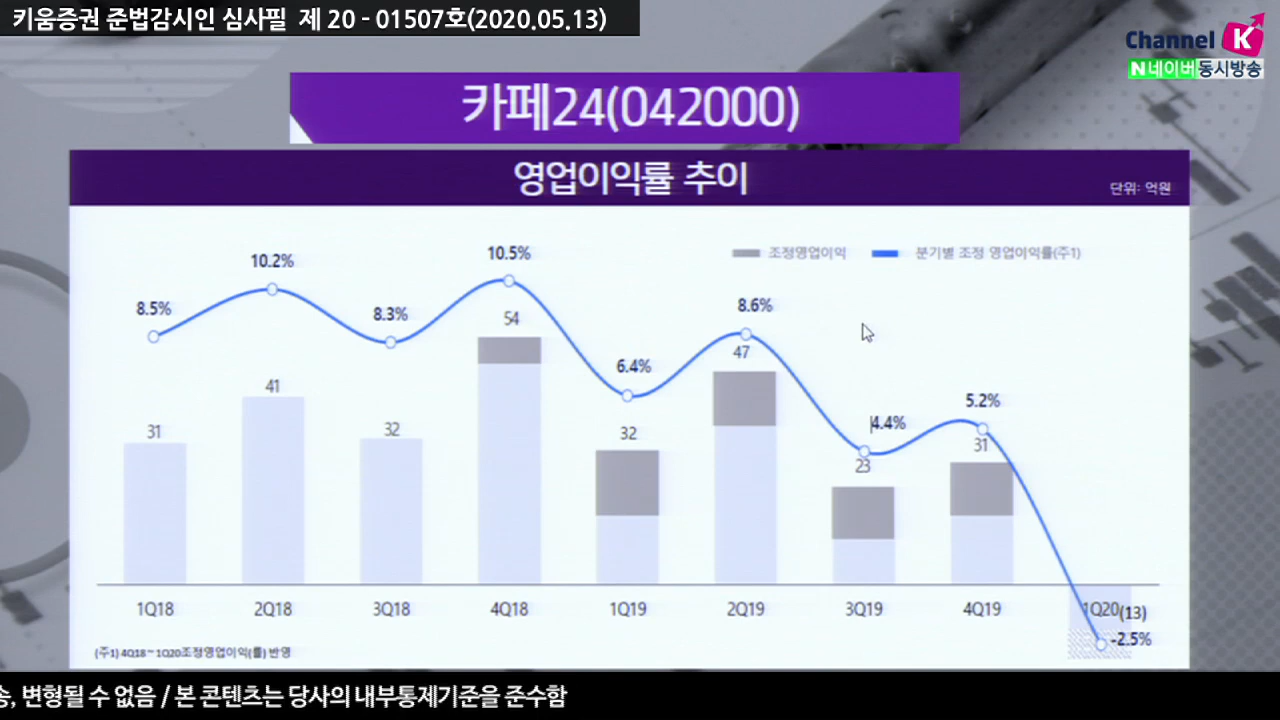 키움증권 준법감시인 심사필 제 20 - 01507호(2020.05.13)
Channel K
N 네이버 동시방송
카페24(042000)
영업이익률 추이
단위: 억원
조정영업이익 분기별 조정 영업이익률(주1)
8.5% 10.2% 8.3% 10.5% 6.4% 8.6% 4.4% 5.2% -2.5%
31 41 32 54 32 47 23 31 (13)
1Q18 2Q18 3Q18 4Q18 1Q19 2Q19 3Q19 4Q19 1Q20
(주1) 4Q18 ~ 1Q20조정영업이익(률) 반영
송, 변형될 수 없음 / 본 콘텐츠는 당사의 내부통제기준을 준수함